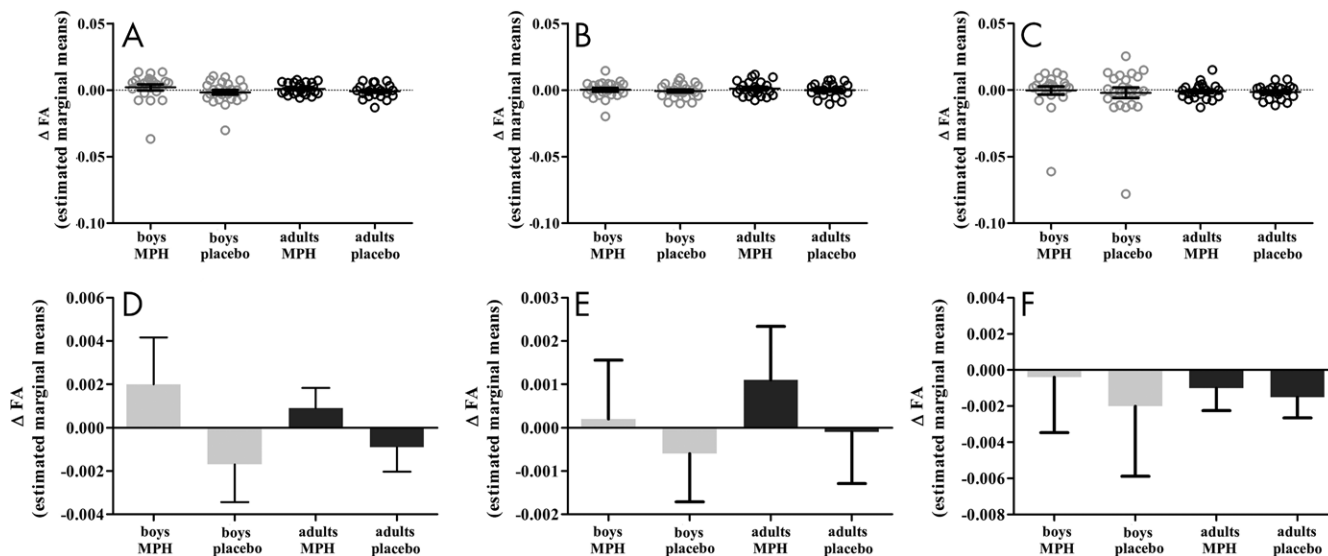 A
Δ FA
(estimated marginal means)
0.05
0.00
-0.05
-0.10
boys
MPH
boys
placebo
adults
MPH
adults
placebo
B
Δ FA
(estimated marginal means)
0.05
0.00
-0.05
-0.10
boys
MPH
boys
placebo
adults
MPH
adults
placebo
C
Δ FA
(estimated marginal means)
0.05
0.00
-0.05
-0.10
boys
MPH
boys
placebo
adults
MPH
adults
placebo
D
Δ FA
(estimated marginal means)
0.006
0.004
0.002
0.000
-0.002
-0.004
boys
MPH
boys
placebo
adults
MPH
adults
placebo
E
Δ FA
(estimated marginal means)
0.003
0.002
0.001
0.000
-0.001
-0.002
boys
MPH
boys
placebo
adults
MPH
adults
placebo
F
Δ FA
(estimated marginal means)
0.004
0.002
0.000
-0.002
-0.004
-0.006
-0.008
boys
MPH
boys
placebo
adults
MPH
adults
placebo